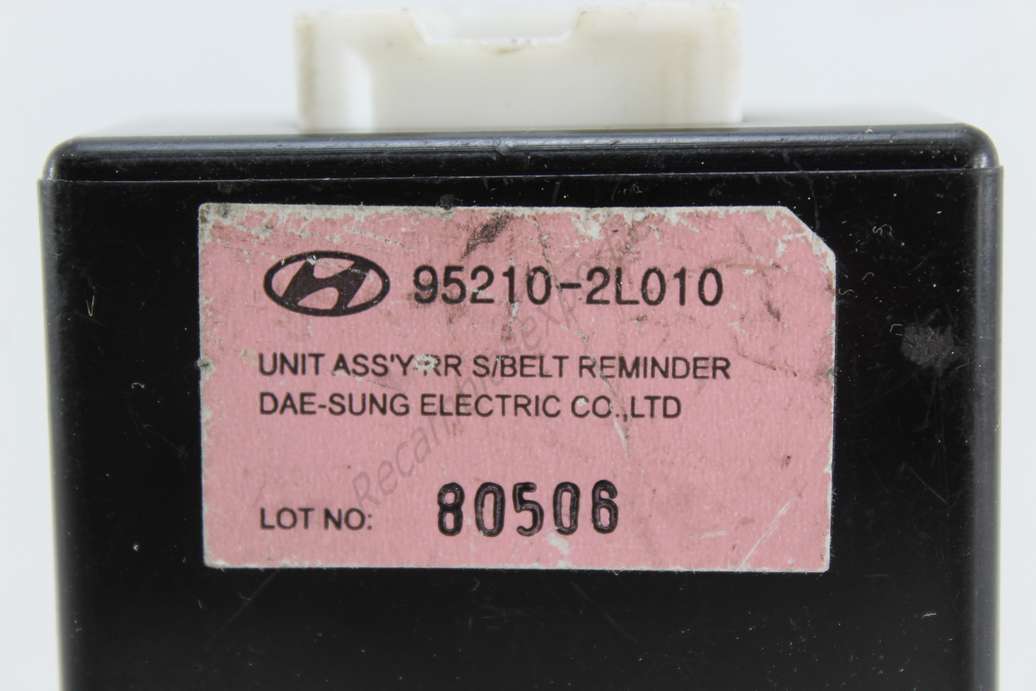 95210-2L010
UNIT ASS'Y-RR S/BELT REMINDER
DAE-SUNG ELECTRIC CO.,LTD
LOT NO: 80506